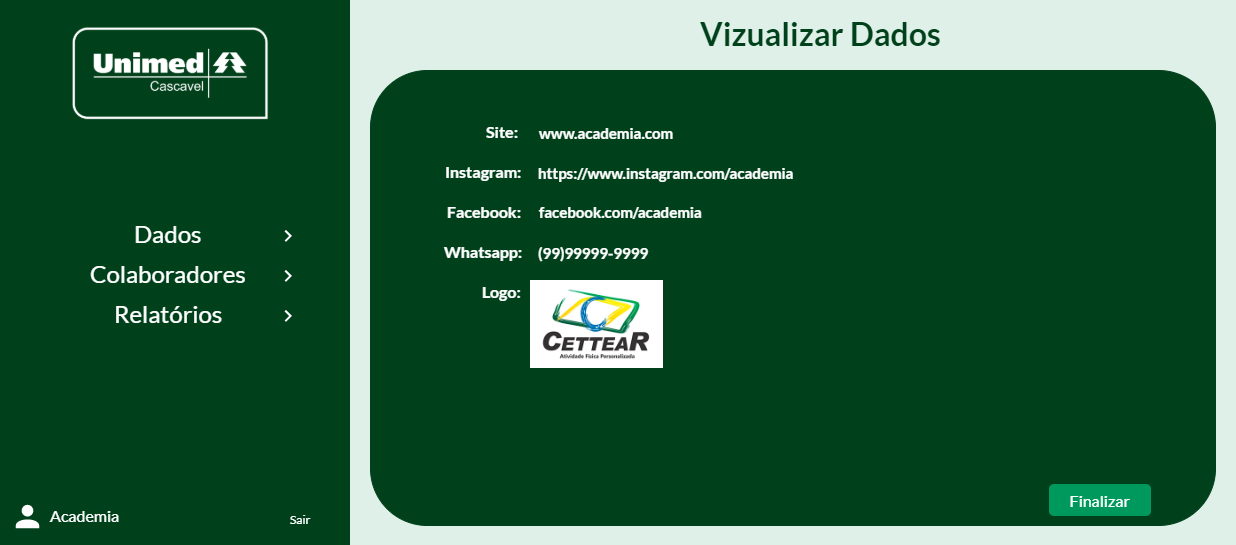 Unimed
Cascavel
Dados
Colaboradores
Relatórios
Academia
Sair
Vizualizar Dados
Site: www.academia.com
Instagram: https://www.instagram.com/academia
Facebook: facebook.com/academia
Whatsapp: (99)99999-9999
Logo:
CETTEAR
Atividade Física Personalizada
Finalizar